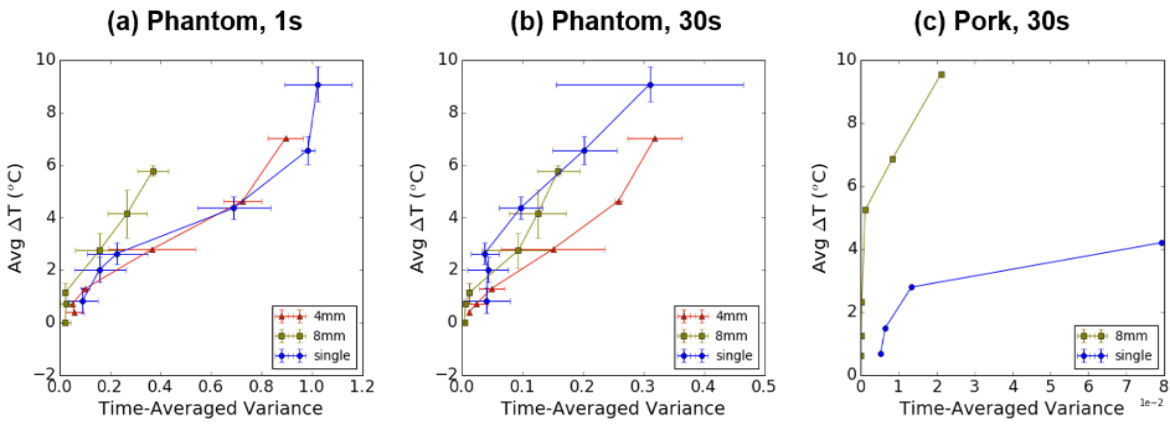 (a) Phantom, 1s
(b) Phantom, 30s
(c) Pork, 30s
Avg ΔT (°C)
10
8
6
4
2
0
−2
0.0 0.2 0.4 0.6 0.8 1.0 1.2
Time-Averaged Variance
4mm
8mm
single
Avg ΔT (°C)
10
8
6
4
2
0
−2
0.0 0.1 0.2 0.3 0.4 0.5
Time-Averaged Variance
4mm
8mm
single
Avg ΔT (°C)
10
8
6
4
2
0
0 1 2 3 4 5 6 7 8
1e−2
Time-Averaged Variance
8mm
single